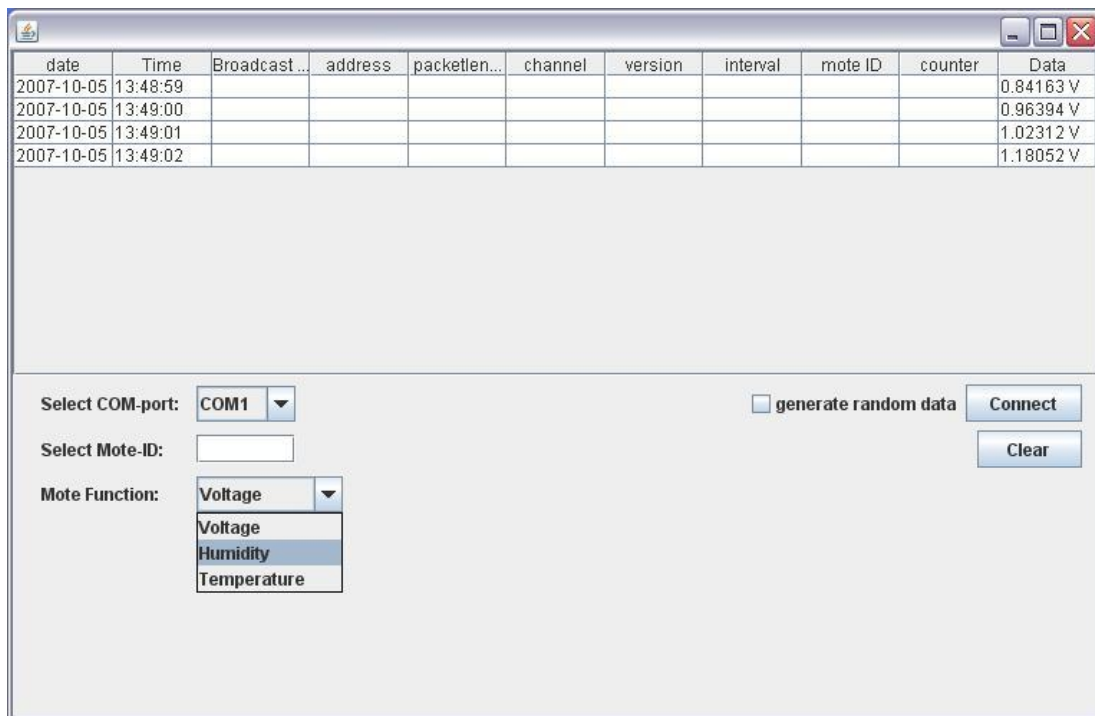 date Time Broadcast ... address packetlen... channel version interval mote ID counter Data
2007-10-05 13:48:59 0.84163 V
2007-10-05 13:49:00 0.96394 V
2007-10-05 13:49:01 1.02312 V
2007-10-05 13:49:02 1.18052 V
Select COM-port: COM1 generate random data Connect
Select Mote-ID: Clear
Mote Function: Voltage
Voltage
Humidity
Temperature